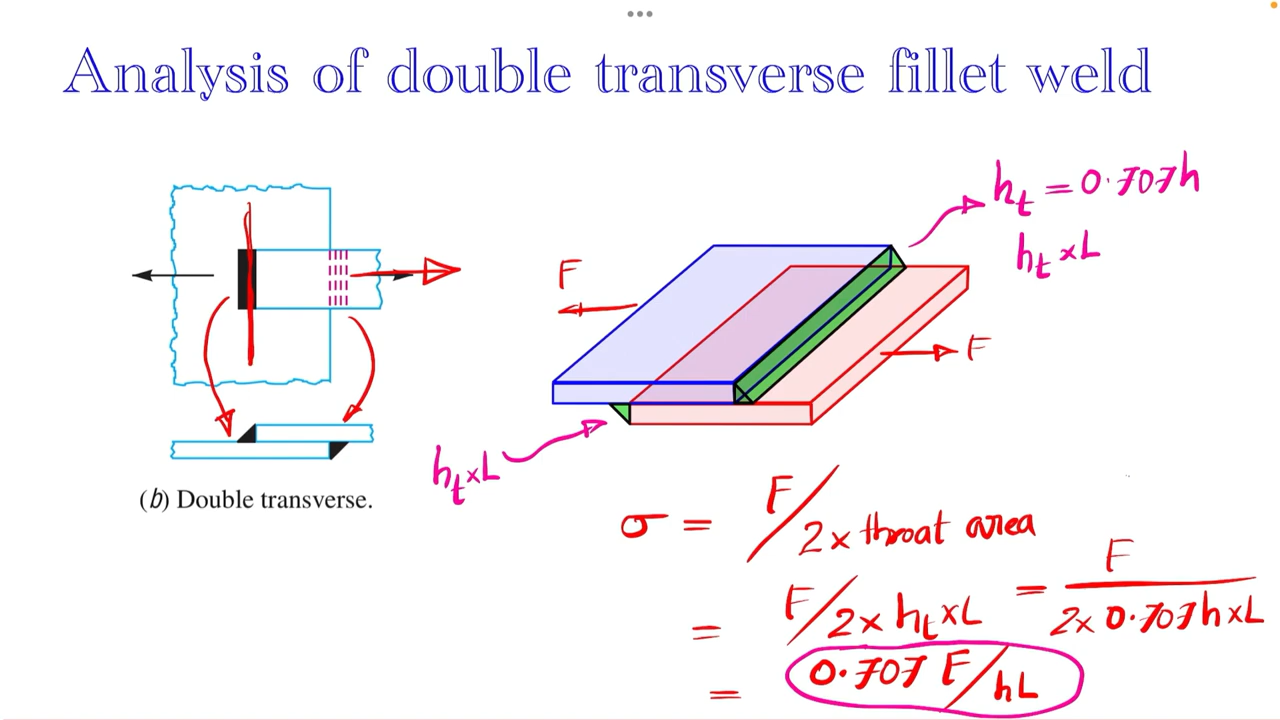 Analysis of double transverse fillet weld
hₜ = 0.707h
hₜ×L
F
F
hₜ×L
(b) Double transverse.
σ = F/2× throat area
= F/2× hₜ×L = F/2× 0.707h×L
= 0.707 F/hL